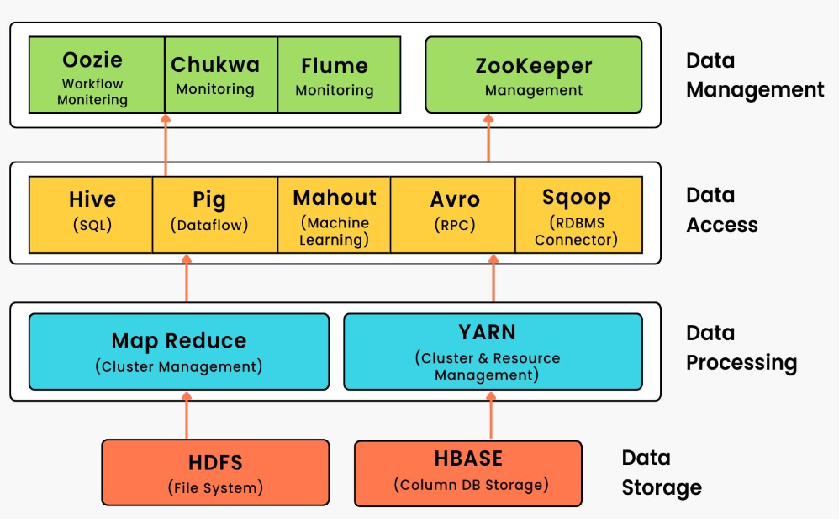 Oozie
Workflow
Monitering
Chukwa
Monitoring
Flume
Monitoring
ZooKeeper
Management
Data
Management
Hive
(SQL)
Pig
(Dataflow)
Mahout
(Machine
Learning)
Avro
(RPC)
Sqoop
(RDBMS
Connector)
Data
Access
Map Reduce
(Cluster Management)
YARN
(Cluster & Resource
Management)
Data
Processing
HDFS
(File System)
HBASE
(Column DB Storage)
Data
Storage